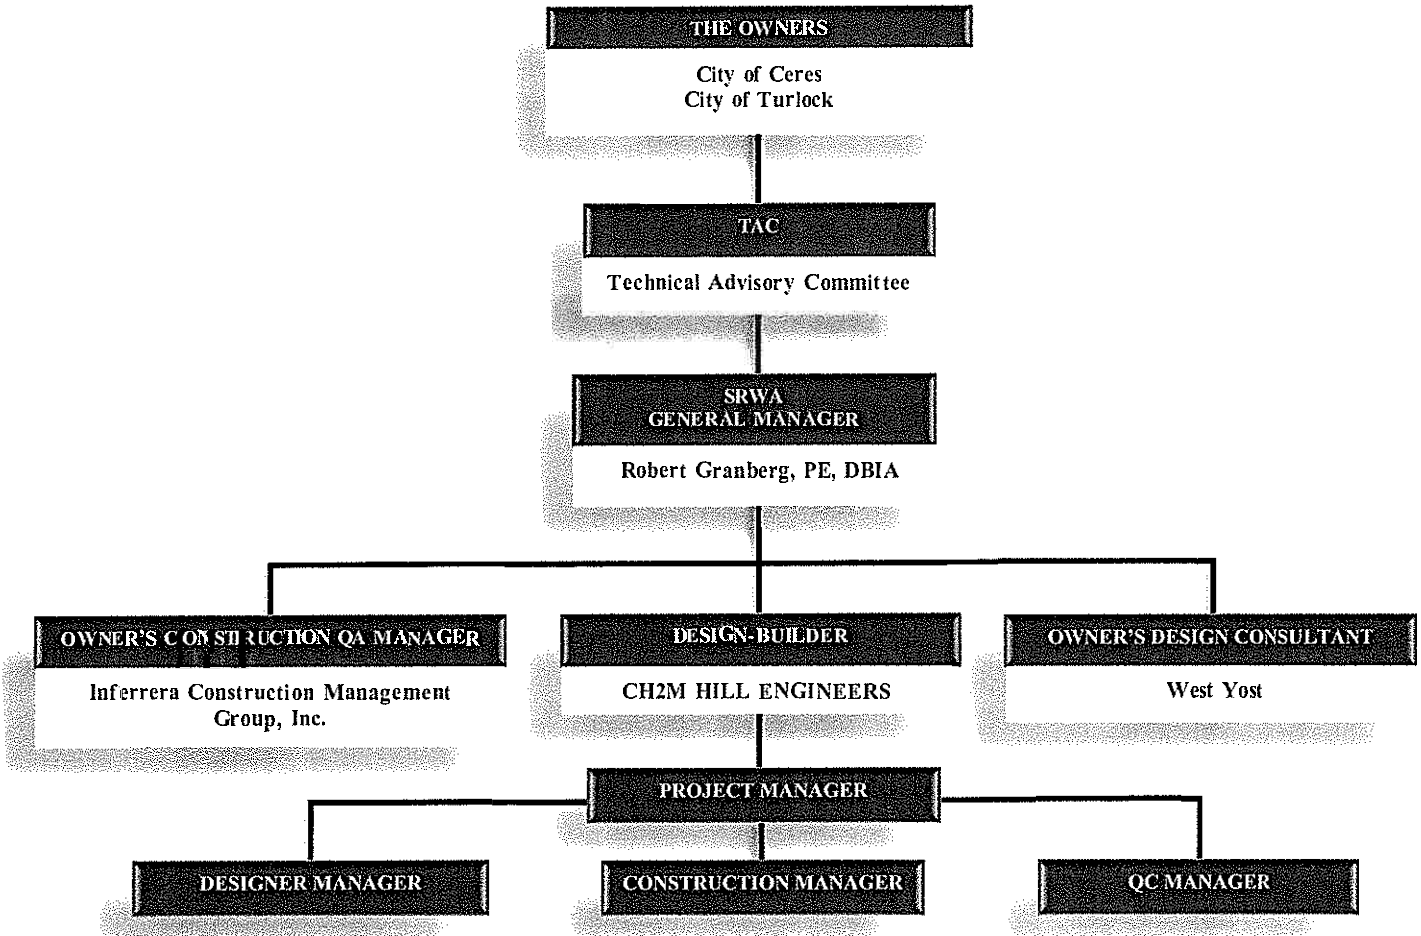 THE OWNERS
City of Ceres
City of Turlock
TAC
Technical Advisory Committee
SRWA
GENERAL MANAGER
Robert Granberg, PE, DBIA
OWNER'S CONSTRUCTION QA MANAGER
Inferrera Construction Management
Group, Inc.
DESIGN-BUILDER
CH2M HILL ENGINEERS
OWNER'S DESIGN CONSULTANT
West Yost
PROJECT MANAGER
DESIGNER MANAGER
CONSTRUCTION MANAGER
QC MANAGER